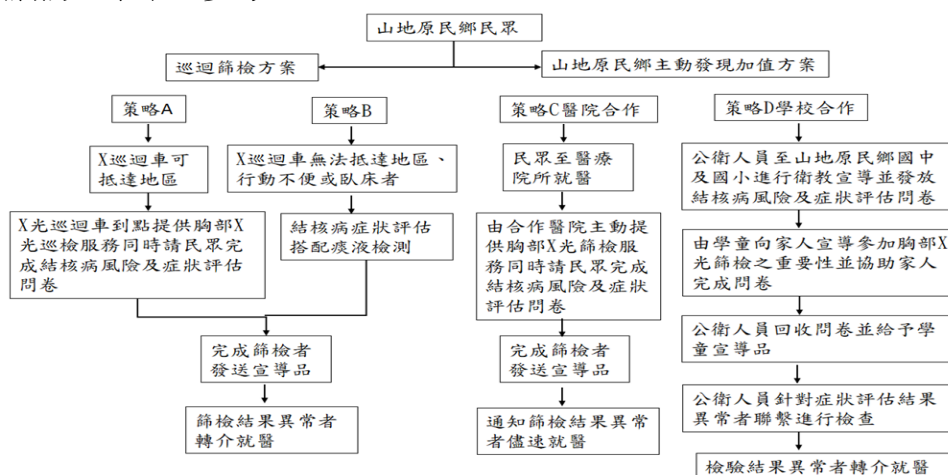 山地原民鄉民眾
巡迴篩檢方案
山地原民鄉主動發現加值方案
策略A
策略B
策略C醫院合作
策略D學校合作
X巡迴車可
抵達地區
X巡迴車無法抵達地區、
行動不便或臥床者
民眾至醫療
院所就醫
公衛人員至山地原民鄉國中
及國小進行衛教宣導並發放
結核病風險及症狀評估問卷
X光巡迴車到點提供胸部X
光巡檢服務同時請民眾完
成結核病風險及症狀評估
問卷
結核病症狀評估
搭配痰液檢測
由合作醫院主動提
供胸部X光篩檢服
務同時請民眾完成
結核病風險及症狀
評估問卷
由學童向家人宣導參加胸部X
光篩檢之重要性並協助家人
完成問卷
完成篩檢者
發送宣導品
完成篩檢者
發送宣導品
公衛人員回收問卷並給予學
童宣導品
篩檢結果異常者
轉介就醫
通知篩檢結果異常
者儘速就醫
公衛人員針對症狀評估結果
異常者聯繫進行檢查
檢驗結果異常者轉介就醫